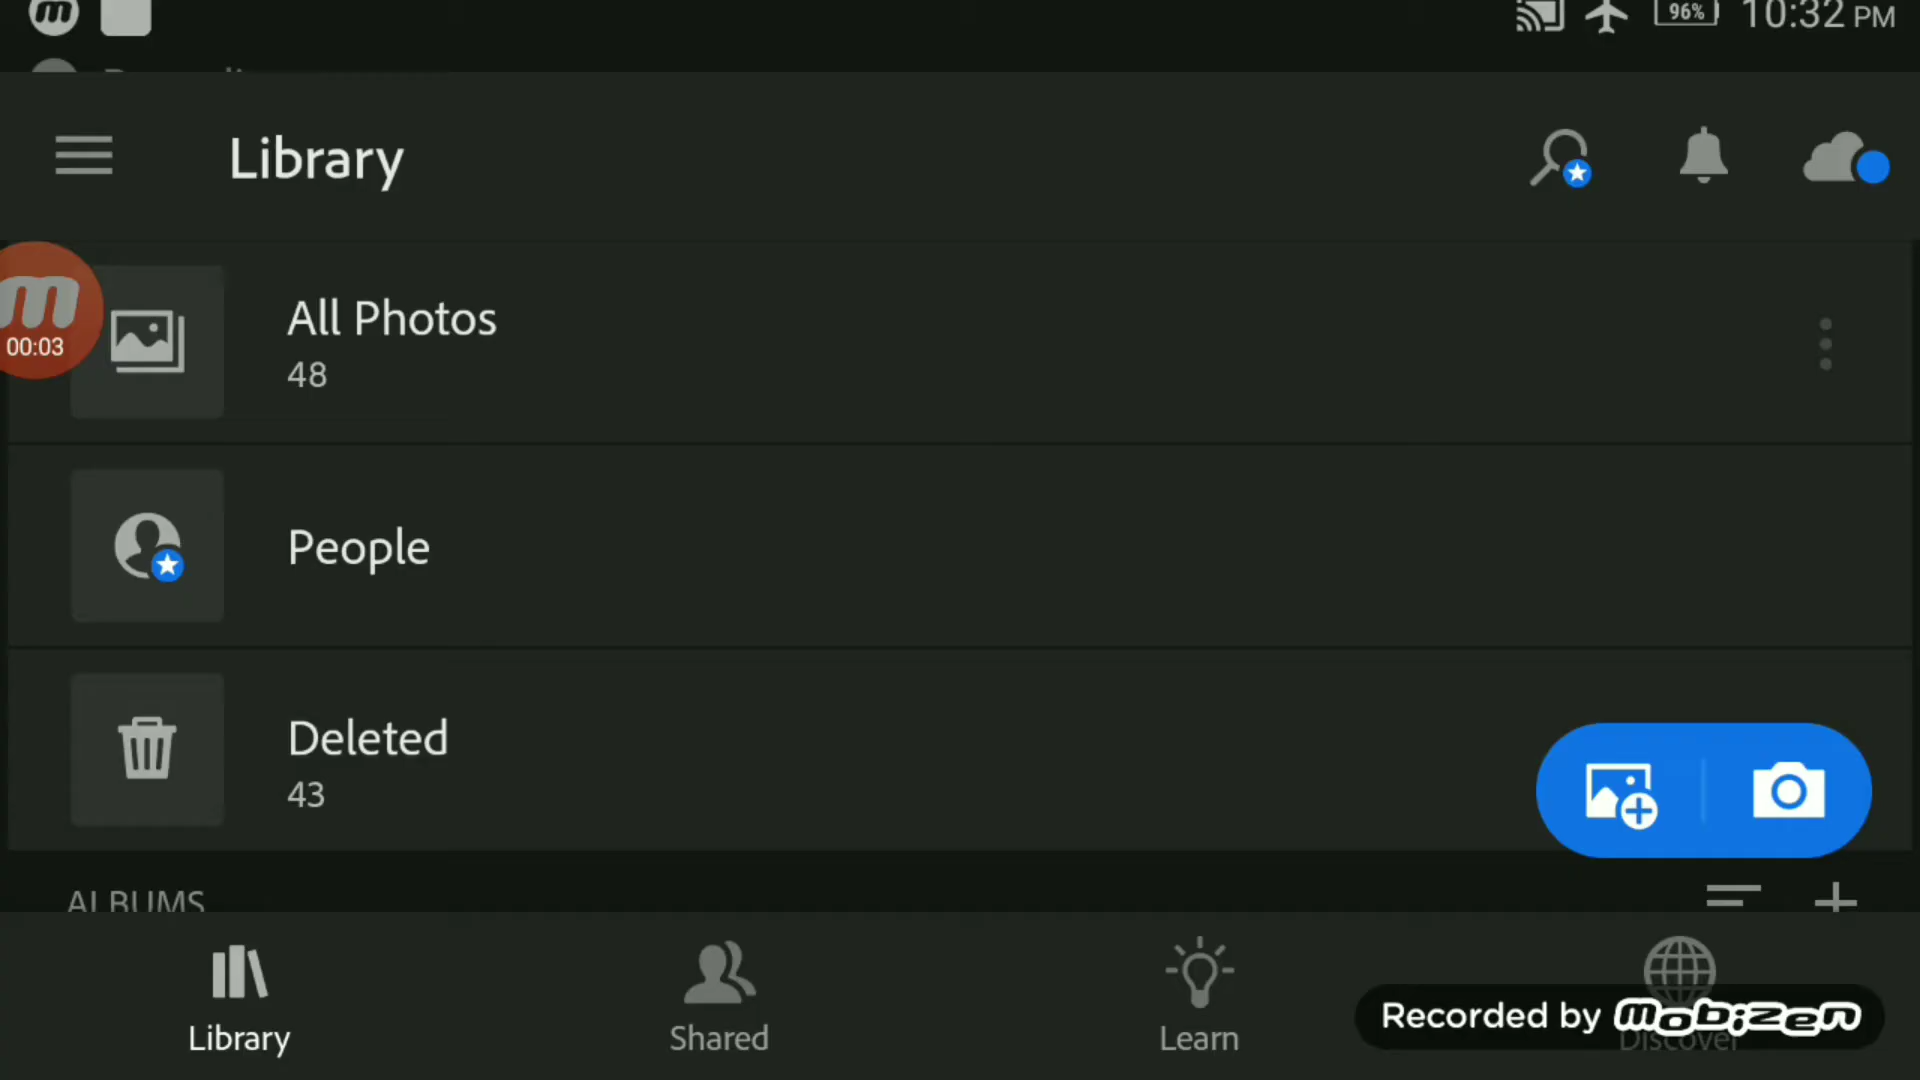 m
96%
10:32 PM
Library
m
00:03
All Photos
48
People
Deleted
43
ALBUMS
Library
Shared
Learn
Discover
Recorded by mobizen